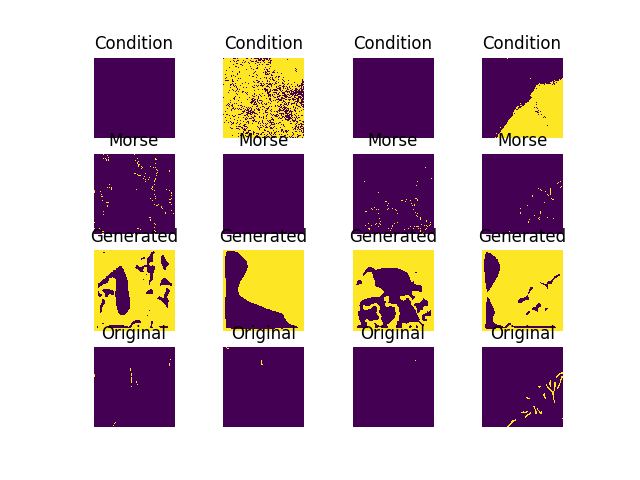 Condition Condition Condition Condition
Morse Morse Morse Morse
Generated Generated Generated Generated
Original Original Original Original